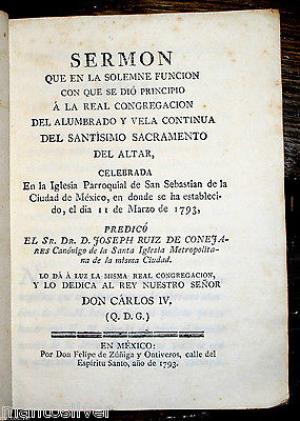 SERMON
QUE EN LA SOLEMNE FUNCION
CON QUE SE DIÓ PRINCIPIO
Á LA REAL CONGREGACION
DEL ALUMBRADO Y VELA CONTINUA
DEL SANTÍSIMO SACRAMENTO
DEL ALTAR,
CELEBRADA
En la Iglesia Parroquial de San Sebastian de la
Ciudad de México, en donde se ha estableci-
do, el dia 11 de Marzo de 1793,
PREDICÓ
EL SR. DR. D. JOSEPH RUIZ DE CONEJA-
RES Canónigo de la Santa Iglesia Metropolita-
na de la misma Ciudad.
LO DÁ Á LUZ LA MISMA REAL CONGREGACION,
Y LO DEDICA AL REY NUESTRO SEÑOR
DON CÁRLOS IV,
(Q. D. G.)
EN MÉXICO:
Por Don Felipe de Zúñiga y Ontiveros, calle del
Espíritu Santo, año de 1793.